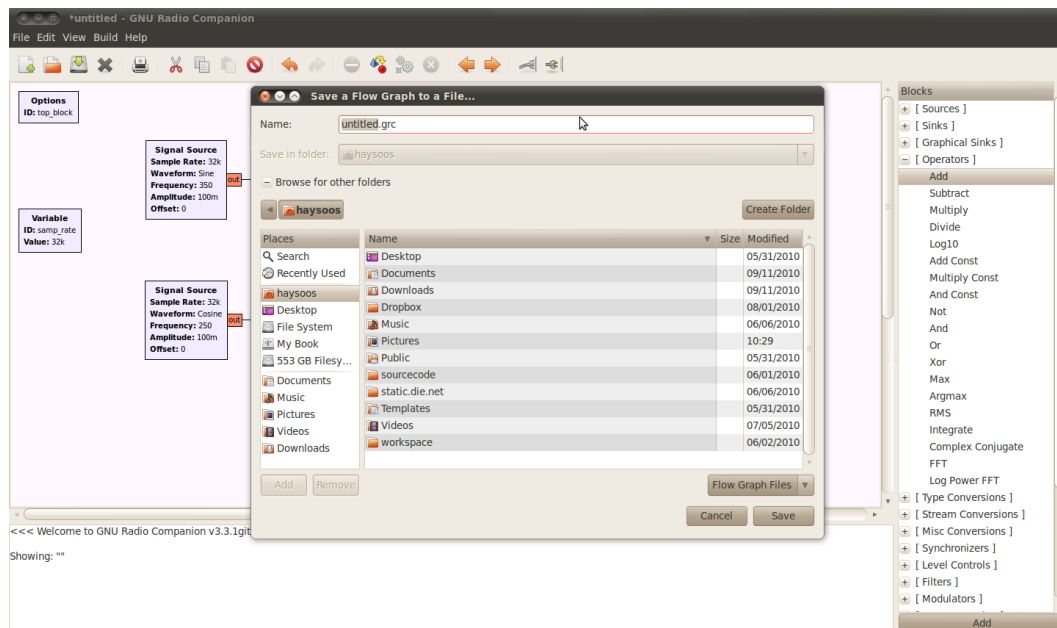 *untitled - GNU Radio Companion
File Edit View Build Help
Options
ID: top_block
Signal Source
Sample Rate: 32k
Waveform: Sine
Frequency: 350
Amplitude: 100m
Offset: 0
out
Variable
ID: samp_rate
Value: 32k
Signal Source
Sample Rate: 32k
Waveform: Cosine
Frequency: 250
Amplitude: 100m
Offset: 0
out
<<< Welcome to GNU Radio Companion v3.3.1git
Showing: ""
Save a Flow Graph to a File...
Name: untitled.grc
Save in folder: haysoos
Browse for other folders
haysoos Create Folder
Places
Search
Recently Used
haysoos
Desktop
File System
My Book
553 GB Filesy...
Documents
Music
Pictures
Videos
Downloads
Name Size Modified
Desktop 05/31/2010
Documents 09/11/2010
Downloads 09/11/2010
Dropbox 08/01/2010
Music 06/06/2010
Pictures 10:29
Public 05/31/2010
sourcecode 06/01/2010
static.die.net 06/06/2010
Templates 05/31/2010
Videos 07/05/2010
workspace 06/02/2010
Add Remove Flow Graph Files
Cancel Save
Blocks
[ Sources ]
[ Sinks ]
[ Graphical Sinks ]
[ Operators ]
Add
Subtract
Multiply
Divide
Log10
Add Const
Multiply Const
And Const
Not
And
Or
Xor
Max
Argmax
RMS
Integrate
Complex Conjugate
FFT
Log Power FFT
[ Type Conversions ]
[ Stream Conversions ]
[ Misc Conversions ]
[ Synchronizers ]
[ Level Controls ]
[ Filters ]
[ Modulators ]
Add